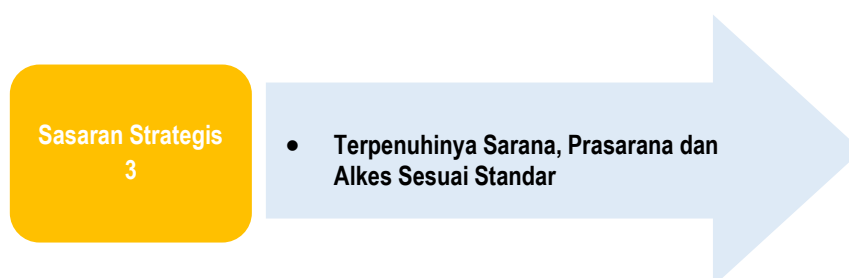 Sasaran Strategis
3
• Terpenuhinya Sarana, Prasarana dan
Alkes Sesuai Standar